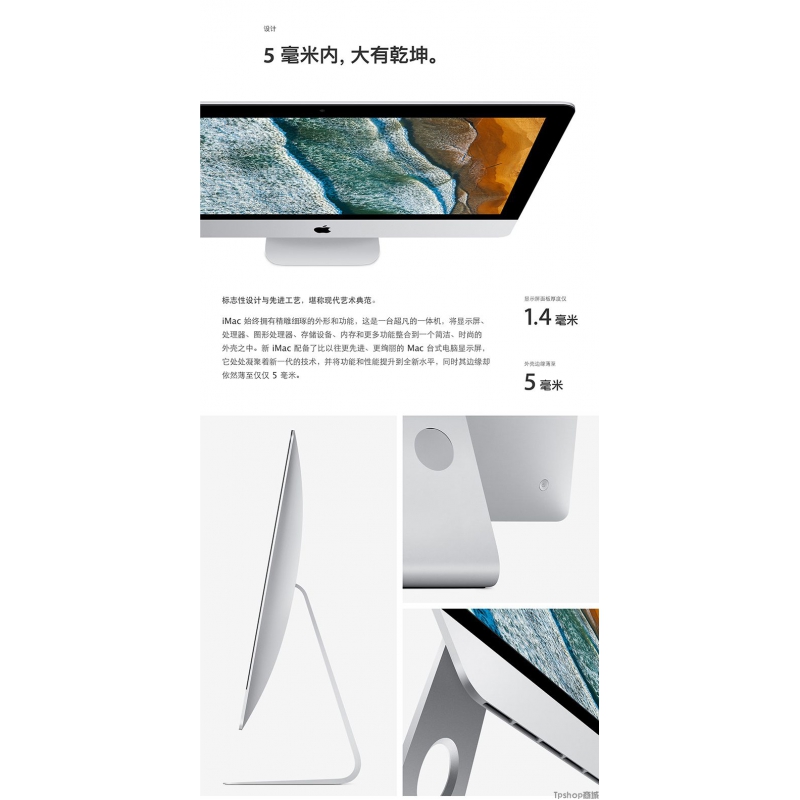 设计
5 毫米内，大有乾坤。
标志性设计与先进工艺，堪称现代艺术典范。
iMac 始终拥有精雕细琢的外形和功能，这是一台超凡的一体机，将显示屏、
处理器、图形处理器、存储设备、内存和更多功能整合到一个简洁、时尚的
外壳之中。新 iMac 配备了比以往更先进、更绚丽的 Mac 台式电脑显示屏，
它处处凝聚着新一代的技术，并将功能和性能提升到全新水平，同时其边缘却
依然薄至仅仅 5 毫米。
显示屏面板厚度仅
1.4 毫米
外壳边缘薄至
5 毫米
Tpshop商城